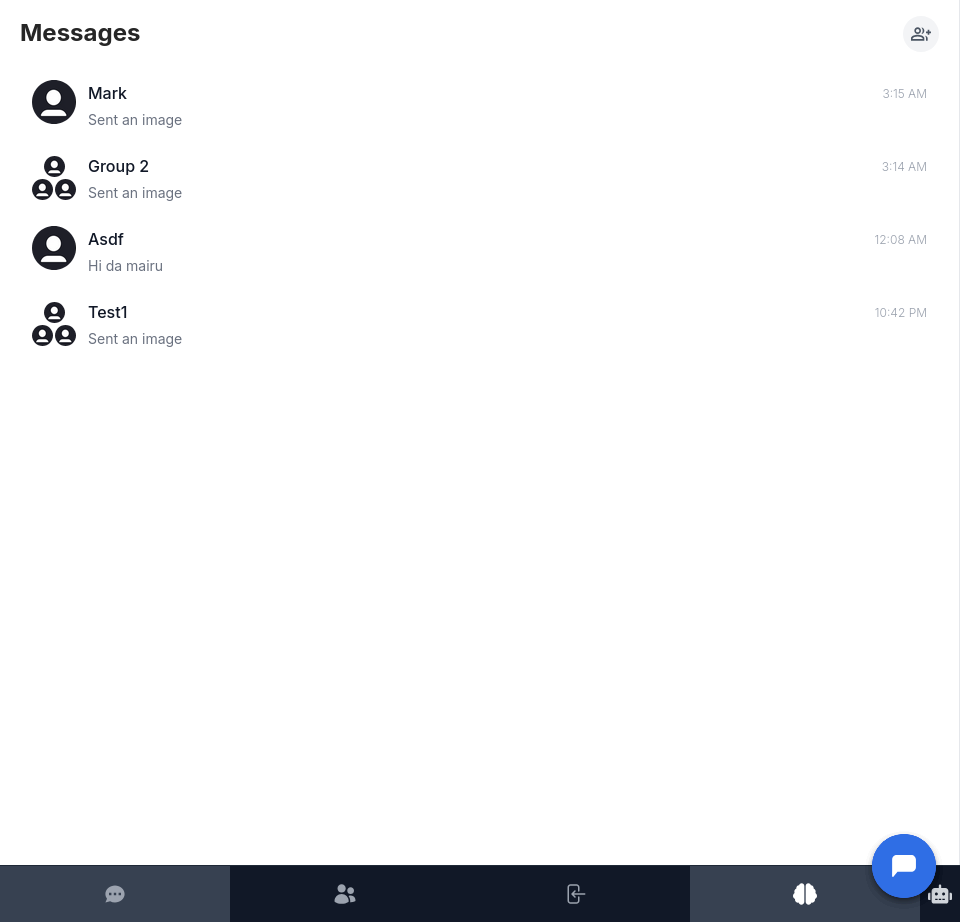 Messages
Mark
3:15 AM
Sent an image
Group 2
3:14 AM
Sent an image
Asdf
12:08 AM
Hi da mairu
Test1
10:42 PM
Sent an image